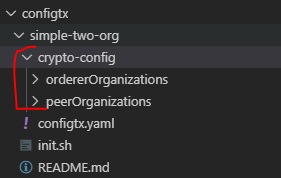 configtx
simple-two-org
crypto-config
ordererOrganizations
peerOrganizations
! configtx.yaml
init.sh
README.md